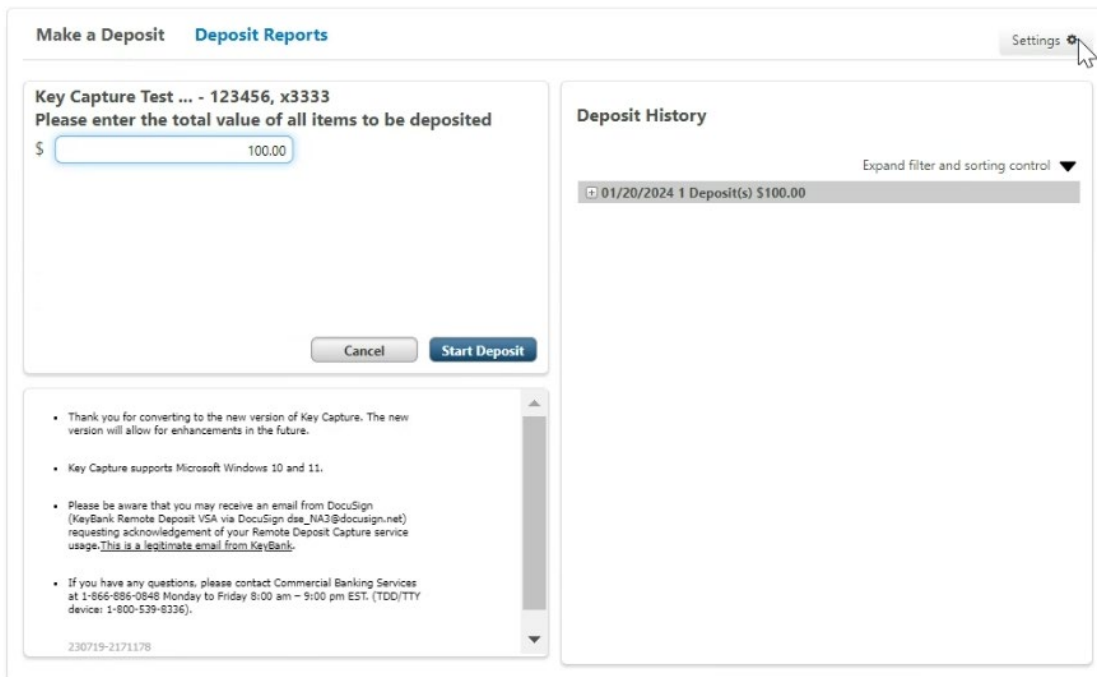 Make a Deposit
Deposit Reports
Settings
Key Capture Test ... - 123456, x3333
Please enter the total value of all items to be deposited
$ 100.00
Cancel
Start Deposit
Thank you for converting to the new version of Key Capture. The new
version will allow for enhancements in the future.
Key Capture supports Microsoft Windows 10 and 11.
Please be aware that you may receive an email from DocuSign
(KeyBank Remote Deposit VSA via DocuSign dse_NA3@docusign.net)
requesting acknowledgement of your Remote Deposit Capture service
usage.This is a legitimate email from KeyBank.
If you have any questions, please contact Commercial Banking Services
at 1-866-886-0848 Monday to Friday 8:00 am – 9:00 pm EST. (TDD/TTY
device: 1-800-539-8336).
230719-2171178
Deposit History
Expand filter and sorting control
01/20/2024 1 Deposit(s) $100.00